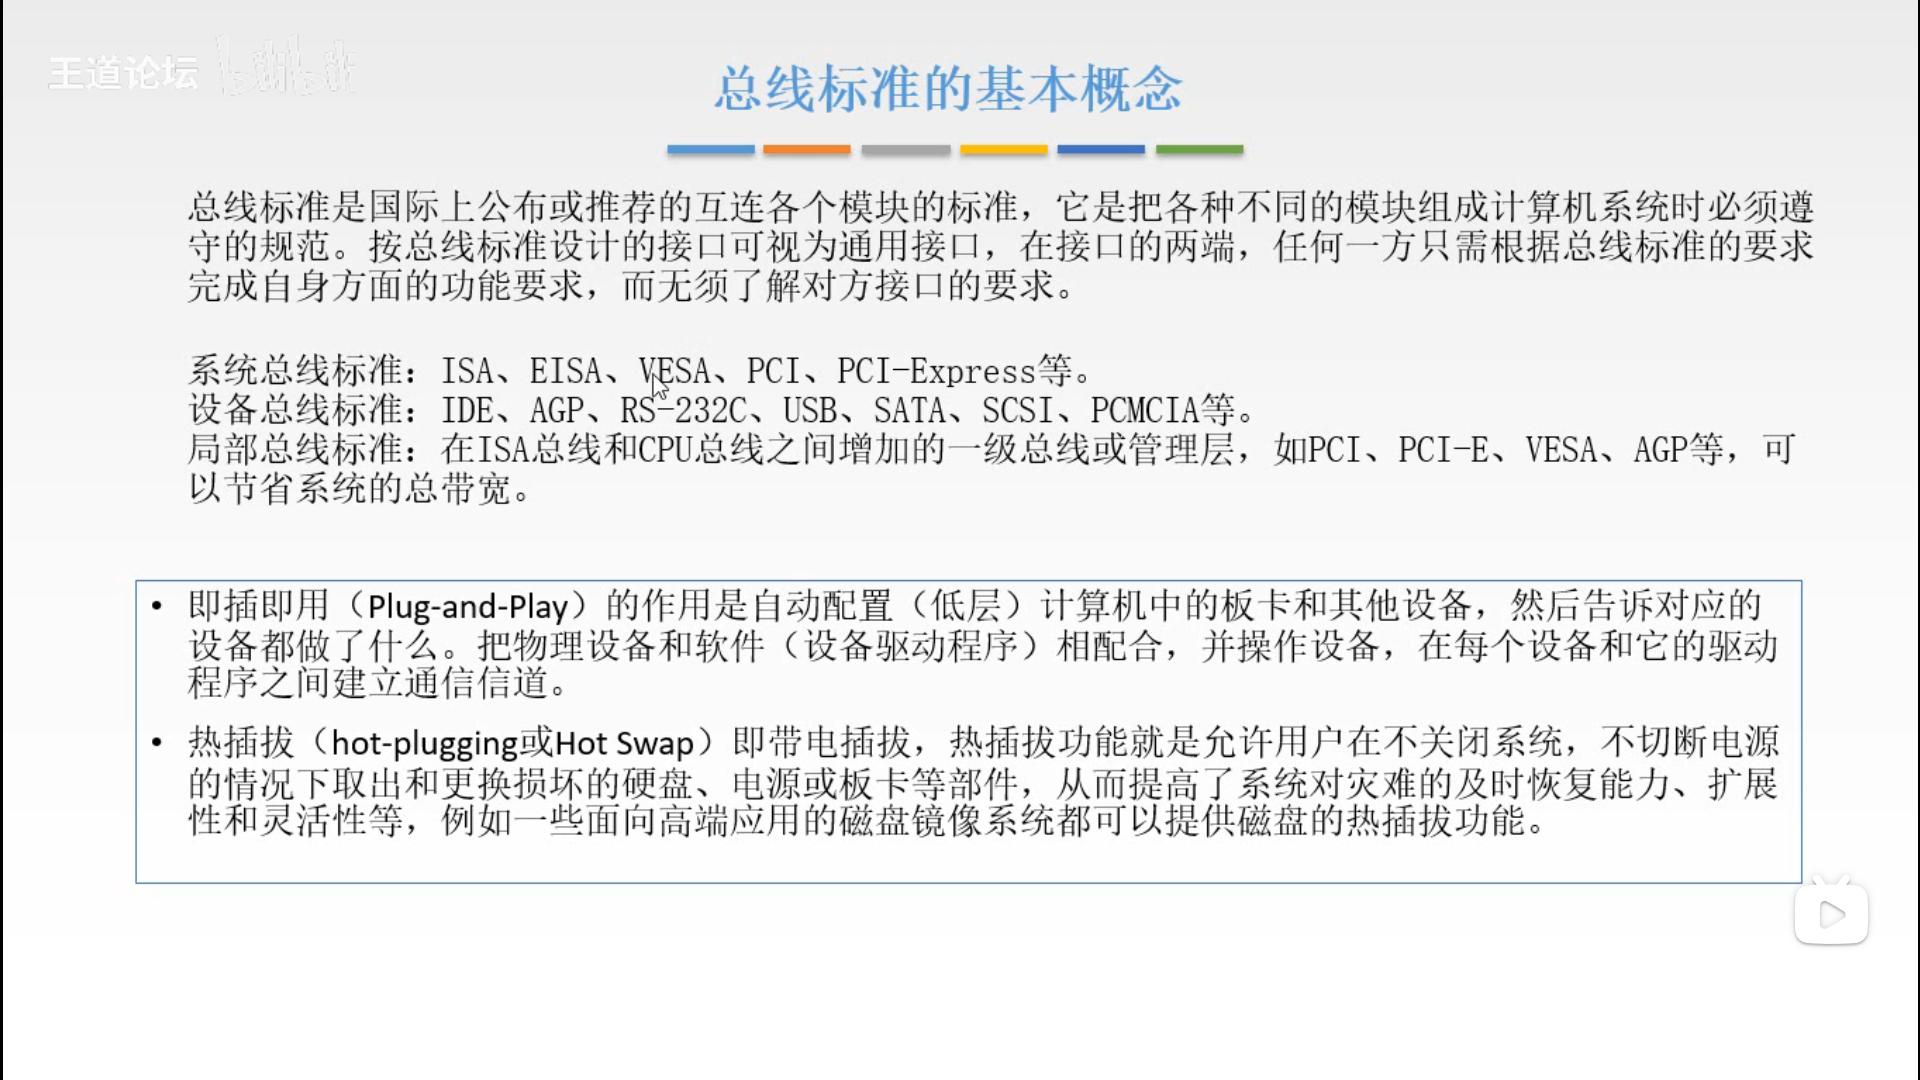 王道论坛 bilibili
总线标准的基本概念
总线标准是国际上公布或推荐的互连各个模块的标准，它是把各种不同的模块组成计算机系统时必须遵
守的规范。按总线标准设计的接口可视为通用接口，在接口的两端，任何一方只需根据总线标准的要求
完成自身方面的功能要求，而无须了解对方接口的要求。
系统总线标准：ISA、EISA、VESA、PCI、PCI-Express等。
设备总线标准：IDE、AGP、RS-232C、USB、SATA、SCSI、PCMCIA等。
局部总线标准：在ISA总线和CPU总线之间增加的一级总线或管理层，如PCI、PCI-E、VESA、AGP等，可
以节省系统的总带宽。
• 即插即用（Plug-and-Play）的作用是自动配置（低层）计算机中的板卡和其他设备，然后告诉对应的
设备都做了什么。把物理设备和软件（设备驱动程序）相配合，并操作设备，在每个设备和它的驱动
程序之间建立通信信道。
• 热插拔（hot-plugging或Hot Swap）即带电插拔，热插拔功能就是允许用户在不关闭系统，不切断电源
的情况下取出和更换损坏的硬盘、电源或板卡等部件，从而提高了系统对灾难的及时恢复能力、扩展
性和灵活性等，例如一些面向高端应用的磁盘镜像系统都可以提供磁盘的热插拔功能。